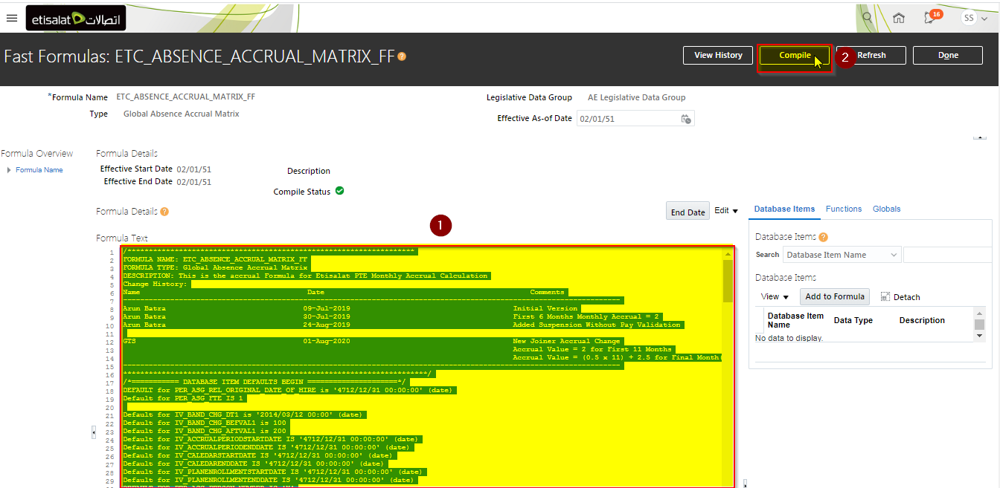 etisalat اتصالات
16
SS
Fast Formulas: ETC_ABSENCE_ACCRUAL_MATRIX_FF ?
View History
Compile
2
Refresh
Done
*Formula Name ETC_ABSENCE_ACCRUAL_MATRIX_FF
Type Global Absence Accrual Matrix
Legislative Data Group AE Legislative Data Group
Effective As-of Date 02/01/51
Formula Overview
Formula Name
Formula Details
Effective Start Date 02/01/51
Effective End Date 02/01/51
Description
Compile Status
Formula Details ?
1
End Date
Edit
Formula Text
1 /******************************************************************
2 FORMULA NAME: ETC_ABSENCE_ACCRUAL_MATRIX_FF
3 FORMULA TYPE: Global Absence Accrual Matrix
4 DESCRIPTION: This is the accrual Formula for Etisalat PTE Monthly Accrual Calculation
5 Change History:
6 Name Date Comments
7 --------------------------------------------------------------------------------------------------------------------
8 Arun Batra 09-Jul-2019 Initial Version
9 Arun Batra 30-Jul-2019 First 6 Months Monthly Accrual = 2
10 Arun Batra 24-Aug-2019 Added Suspension Without Pay Validation
11
12 GTS 01-Aug-2020 New Joiner Accrual Change
13 Accrual Value = 2 for First 11 Months
14 Accrual Value = (0.5 x 11) + 2.5 for Final Month(
15 --------------------------------------------------------------------------------------------------------------------
16 ***********************************************************************/
17 /*=========== DATABASE ITEM DEFAULTS BEGIN =====================*/
18 DEFAULT for PER_ASG_REL_ORIGINAL_DATE_OF_HIRE is '4712/12/31 00:00:00' (date)
19 Default for PER_ASG_FTE IS 1
20
21 Default for IV_BAND_CHG_DT1 is '2014/03/12 00:00' (date)
22 Default for IV_BAND_CHG_BEFVAL1 is 100
23 Default for IV_BAND_CHG_AFTVAL1 is 200
24 Default for IV_ACCRUALPERIODSTARTDATE IS '4712/12/31 00:00:00' (date)
25 Default for IV_ACCRUALPERIODENDDATE IS '4712/12/31 00:00:00' (date)
26 Default for IV_CALEDARSTARTDATE IS '4712/12/31 00:00:00' (date)
27 Default for IV_CALEDARENDDATE IS '4712/12/31 00:00:00' (date)
28 Default for IV_PLANENROLLMENTSTARTDATE IS '4712/12/31 00:00:00' (date)
29 Default for IV_PLANENROLLMENTENDDATE IS '4712/12/31 00:00:00' (date)
Database Items
Functions
Globals
Database Items ?
Search Database Item Name
Database Items
View
Add to Formula
Detach
Database Item Name
Data Type
Description
No data to display.